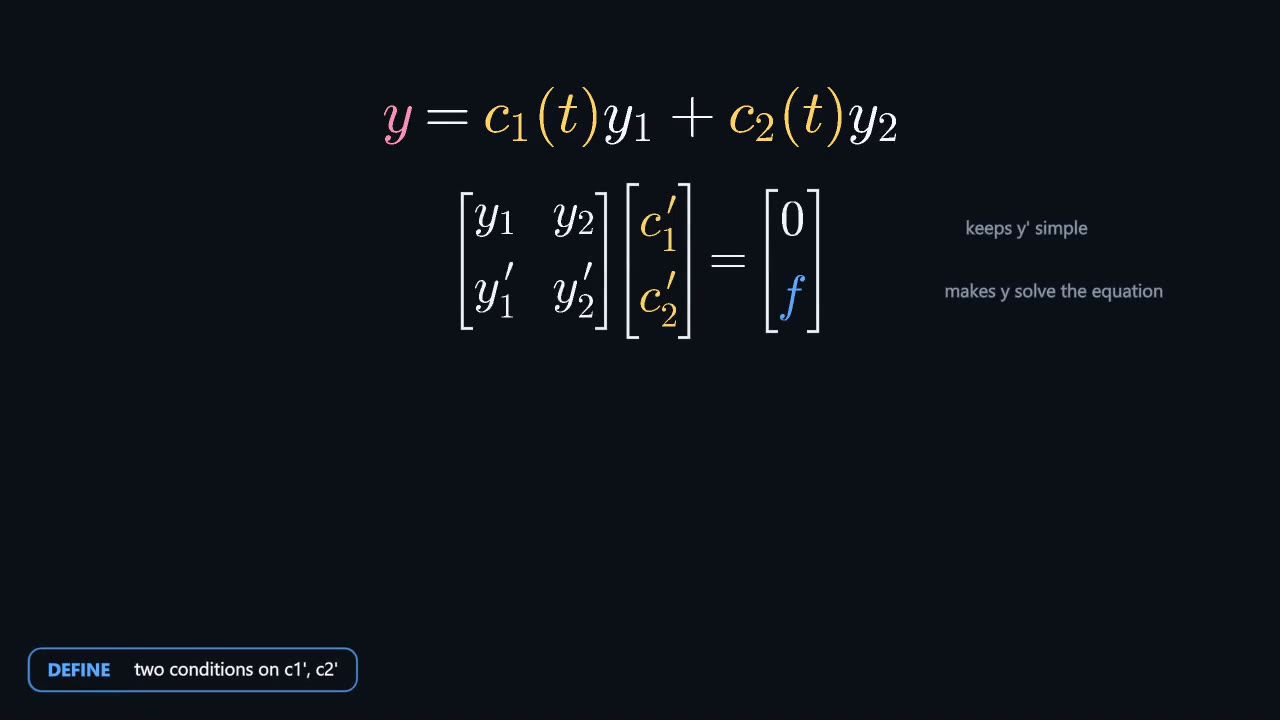 y = c₁(t)y₁ + c₂(t)y₂
[y₁ y₂; y₁′ y₂′] [c₁′; c₂′] = [0; f]
keeps y' simple
makes y solve the equation
DEFINE two conditions on c1', c2'